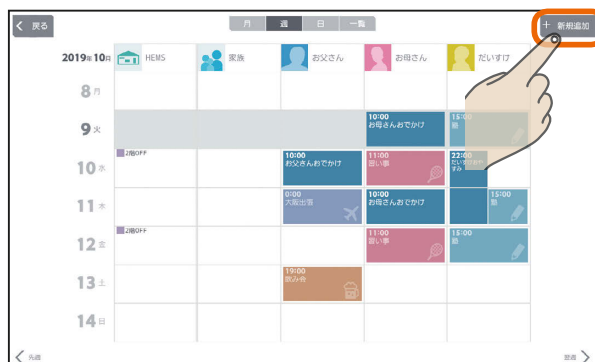 戻る
月 週 日 一覧
+ 新規追加
2019年10月 HEMS 家族 お父さん お母さん だいすけ
8月
9火
10:00 お母さんおでかけ
15:00 塾
10水
2階OFF
10:00 お父さんおでかけ
11:00 習い事
22:00 だいすけおやすみ
11木
0:00 大阪出張
10:00 お母さんおでかけ
15:00 塾
12金
2階OFF
11:00 習い事
15:00 塾
13土
19:00 飲み会
14日
先週
翌週